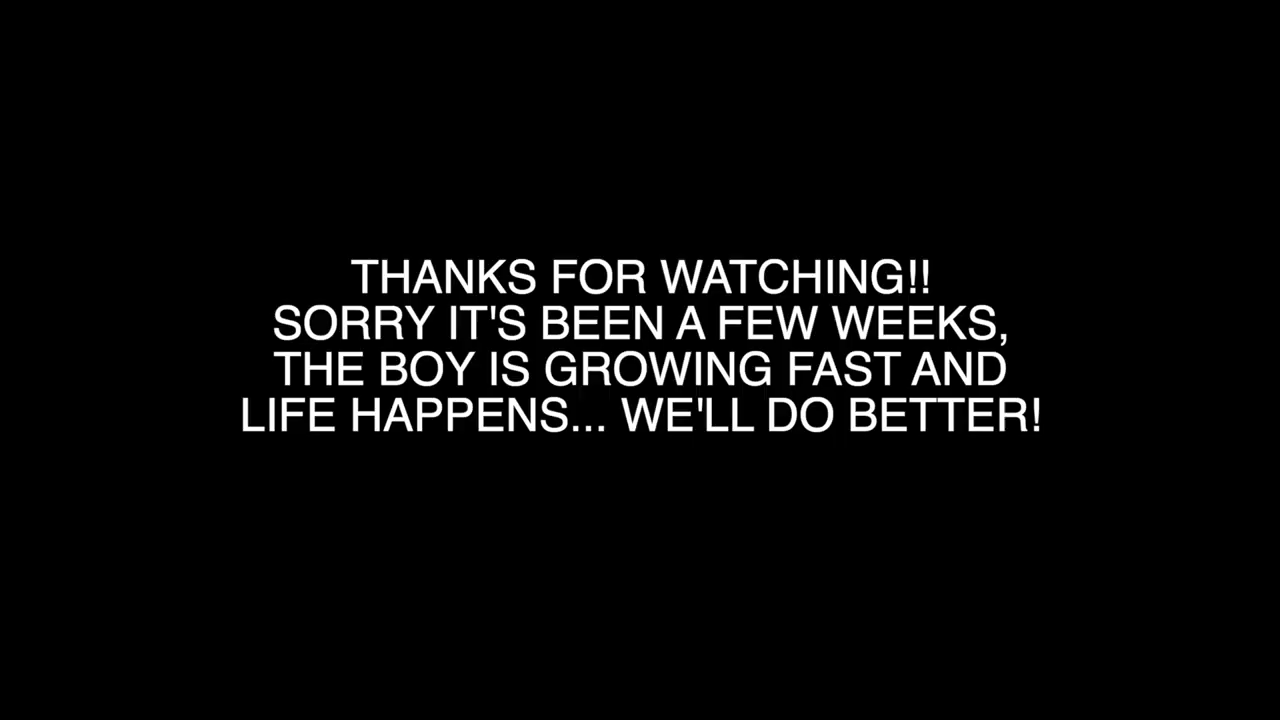 THANKS FOR WATCHING!!
SORRY IT'S BEEN A FEW WEEKS,
THE BOY IS GROWING FAST AND
LIFE HAPPENS... WE'LL DO BETTER!